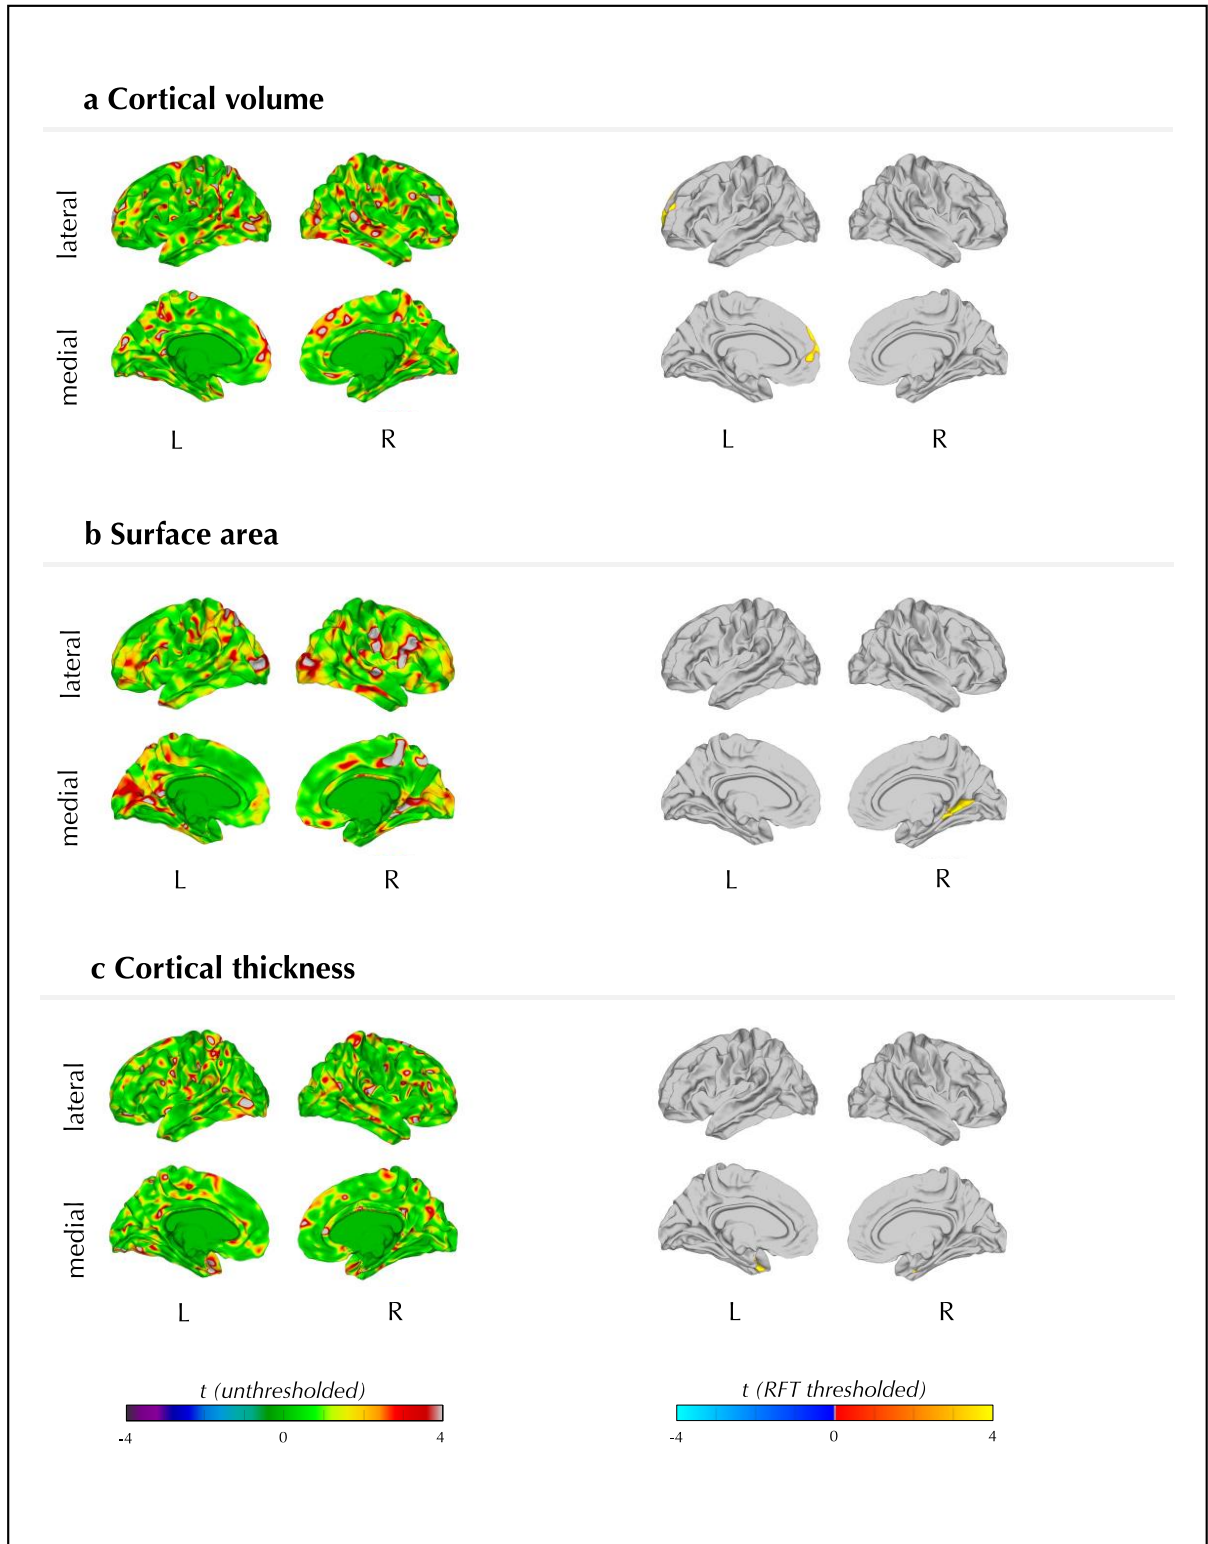 a Cortical volume
lateral
medial
L R L R
b Surface area
lateral
medial
L R L R
c Cortical thickness
lateral
medial
L R L R
t (unthresholded) t (RFT thresholded)
-4 0 4 -4 0 4